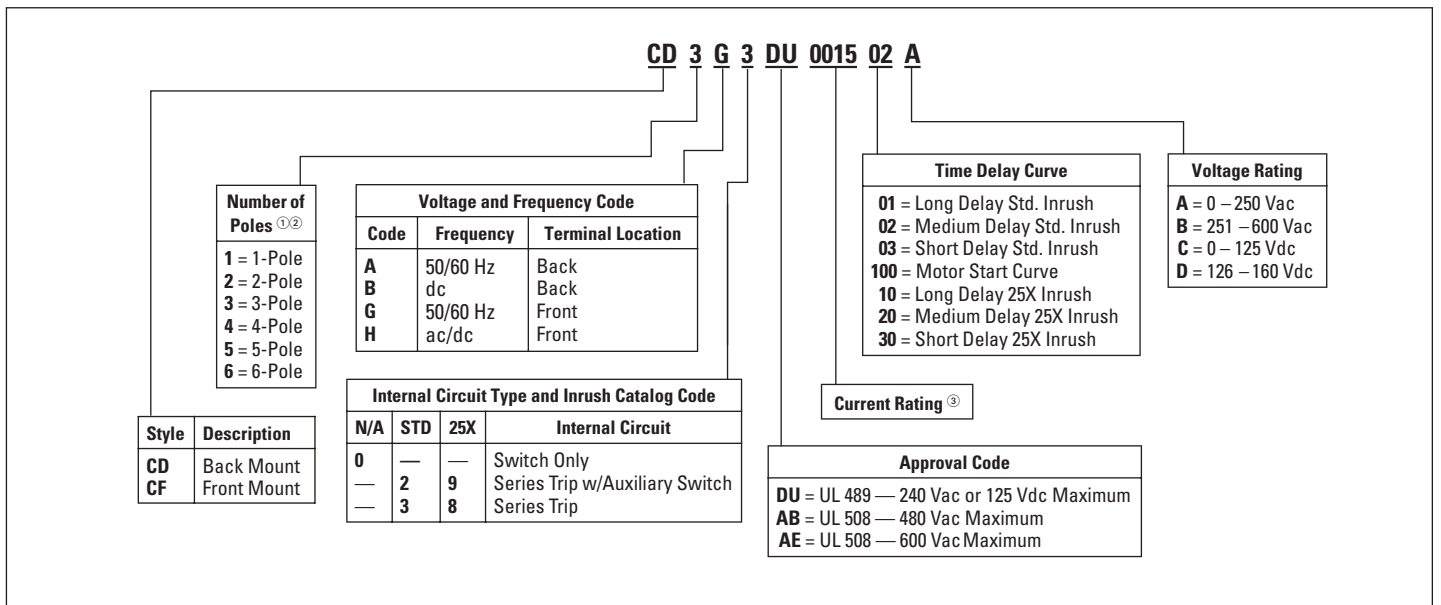 CD 3 G 3 DU 0015 02 A
Number of
Poles ①②
1 = 1-Pole
2 = 2-Pole
3 = 3-Pole
4 = 4-Pole
5 = 5-Pole
6 = 6-Pole
Voltage and Frequency Code
Code Frequency Terminal Location
A 50/60 Hz Back
B dc Back
G 50/60 Hz Front
H ac/dc Front
Time Delay Curve
01 = Long Delay Std. Inrush
02 = Medium Delay Std. Inrush
03 = Short Delay Std. Inrush
100 = Motor Start Curve
10 = Long Delay 25X Inrush
20 = Medium Delay 25X Inrush
30 = Short Delay 25X Inrush
Voltage Rating
A = 0 – 250 Vac
B = 251 – 600 Vac
C = 0 – 125 Vdc
D = 126 – 160 Vdc
Style Description
CD Back Mount
CF Front Mount
Internal Circuit Type and Inrush Catalog Code
N/A STD 25X Internal Circuit
0 — — Switch Only
— 2 9 Series Trip w/Auxiliary Switch
— 3 8 Series Trip
Current Rating ③
Approval Code
DU = UL 489 — 240 Vac or 125 Vdc Maximum
AB = UL 508 — 480 Vac Maximum
AE = UL 508 — 600 Vac Maximum